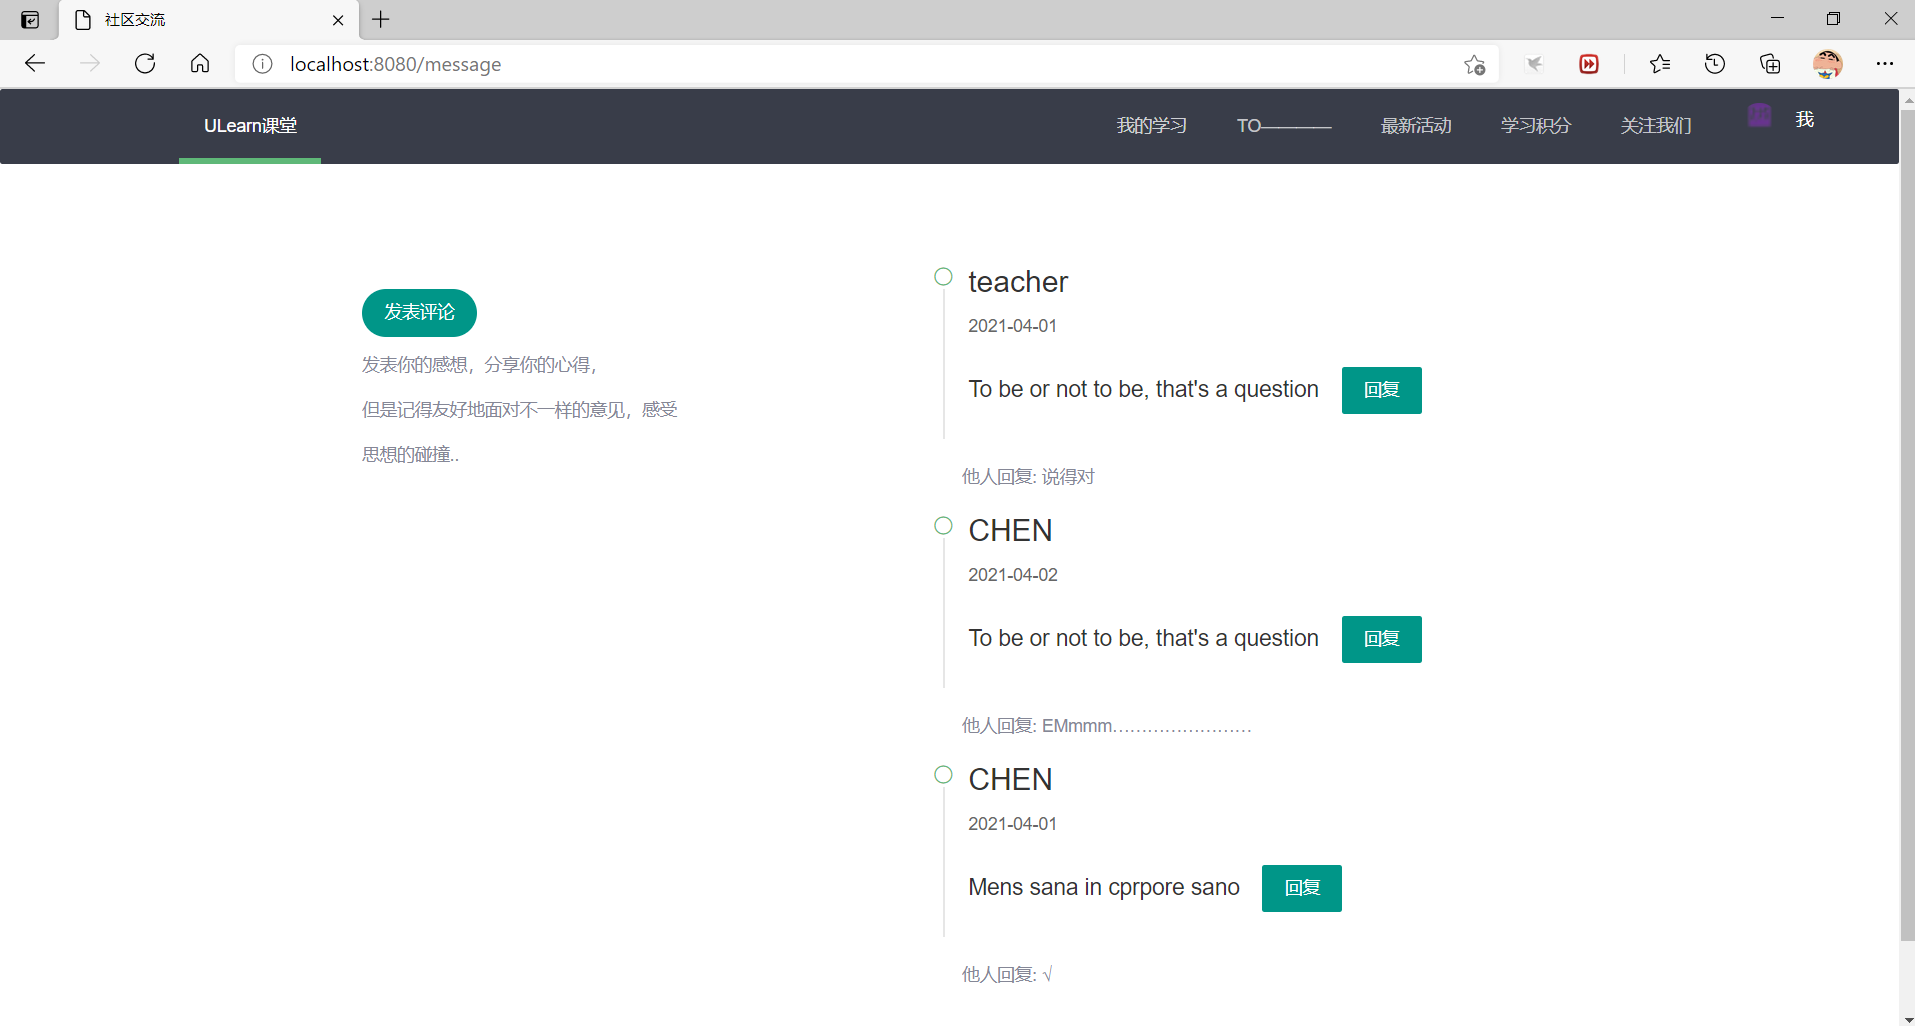 社区交流
localhost:8080/message
ULearn课堂
我的学习 TO———— 最新活动 学习积分 关注我们 我
发表评论
发表你的感想，分享你的心得，
但是记得友好地面对不一样的意见，感受
思想的碰撞..
teacher
2021-04-01
To be or not to be, that's a question 回复
他人回复: 说得对
CHEN
2021-04-02
To be or not to be, that's a question 回复
他人回复: EMmmm........................
CHEN
2021-04-01
Mens sana in cprpore sano 回复
他人回复: √